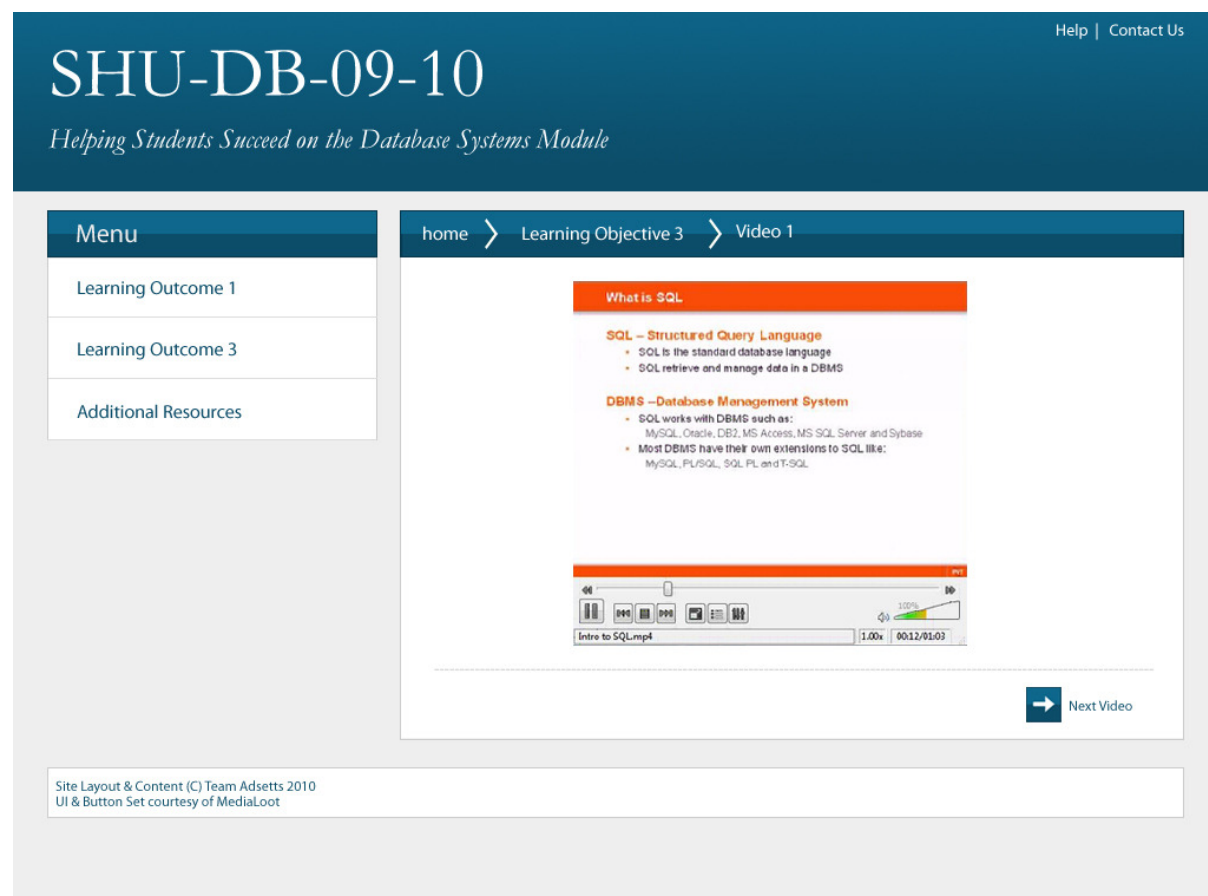 Help | Contact Us
SHU-DB-09-10
Helping Students Succeed on the Database Systems Module
Menu
Learning Outcome 1
Learning Outcome 3
Additional Resources
home
Learning Objective 3
Video 1
What is SQL
SQL – Structured Query Language
• SQL is the standard database language
• SQL retrieve and manage data in a DBMS
DBMS –Database Management System
• SQL works with DBMS such as:
MySQL, Oracle, DB2, MS Access, MS SQL Server and Sybase
• Most DBMS have their own extensions to SQL like:
MySQL, PL/SQL, SQL PL and T-SQL
100%
Intro to SQL.mp4
1.00x
00:12/01:03
Next Video
Site Layout & Content (C) Team Adsetts 2010
UI & Button Set courtesy of MediaLoot